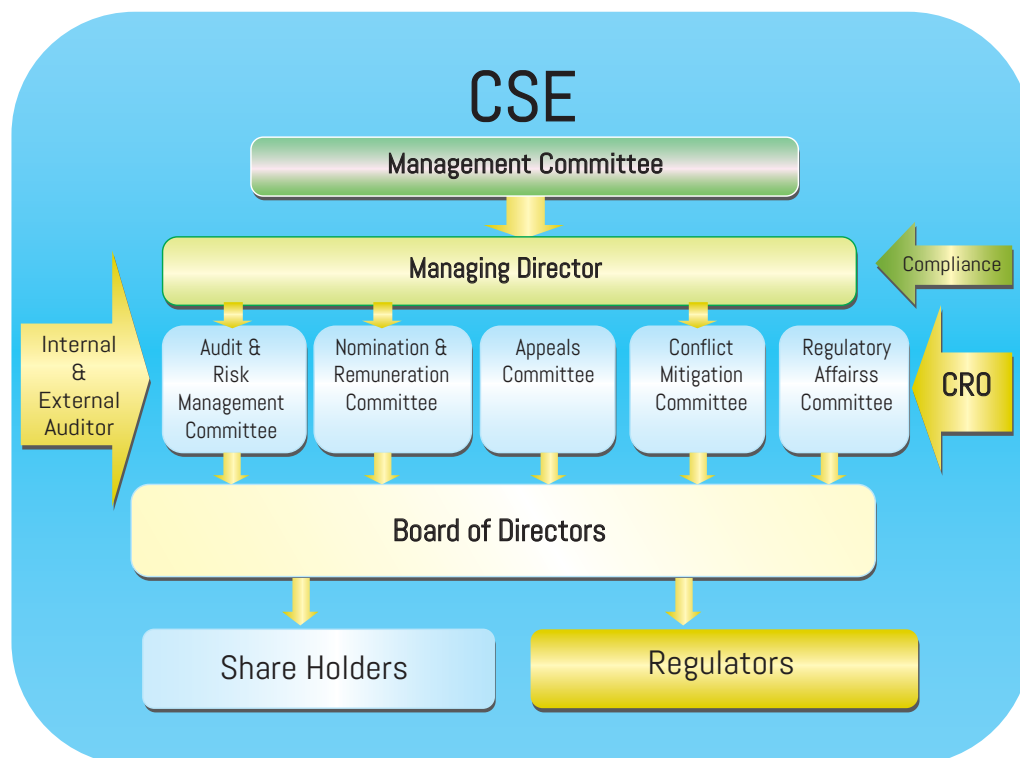 CSE
Management Committee
Managing Director
Compliance
Internal
&
External
Auditor
Audit &
Risk
Management
Committee
Nomination &
Remuneration
Committee
Appeals
Committee
Conflict
Mitigation
Committee
Regulatory
Affairss
Committee
CRO
Board of Directors
Share Holders
Regulators